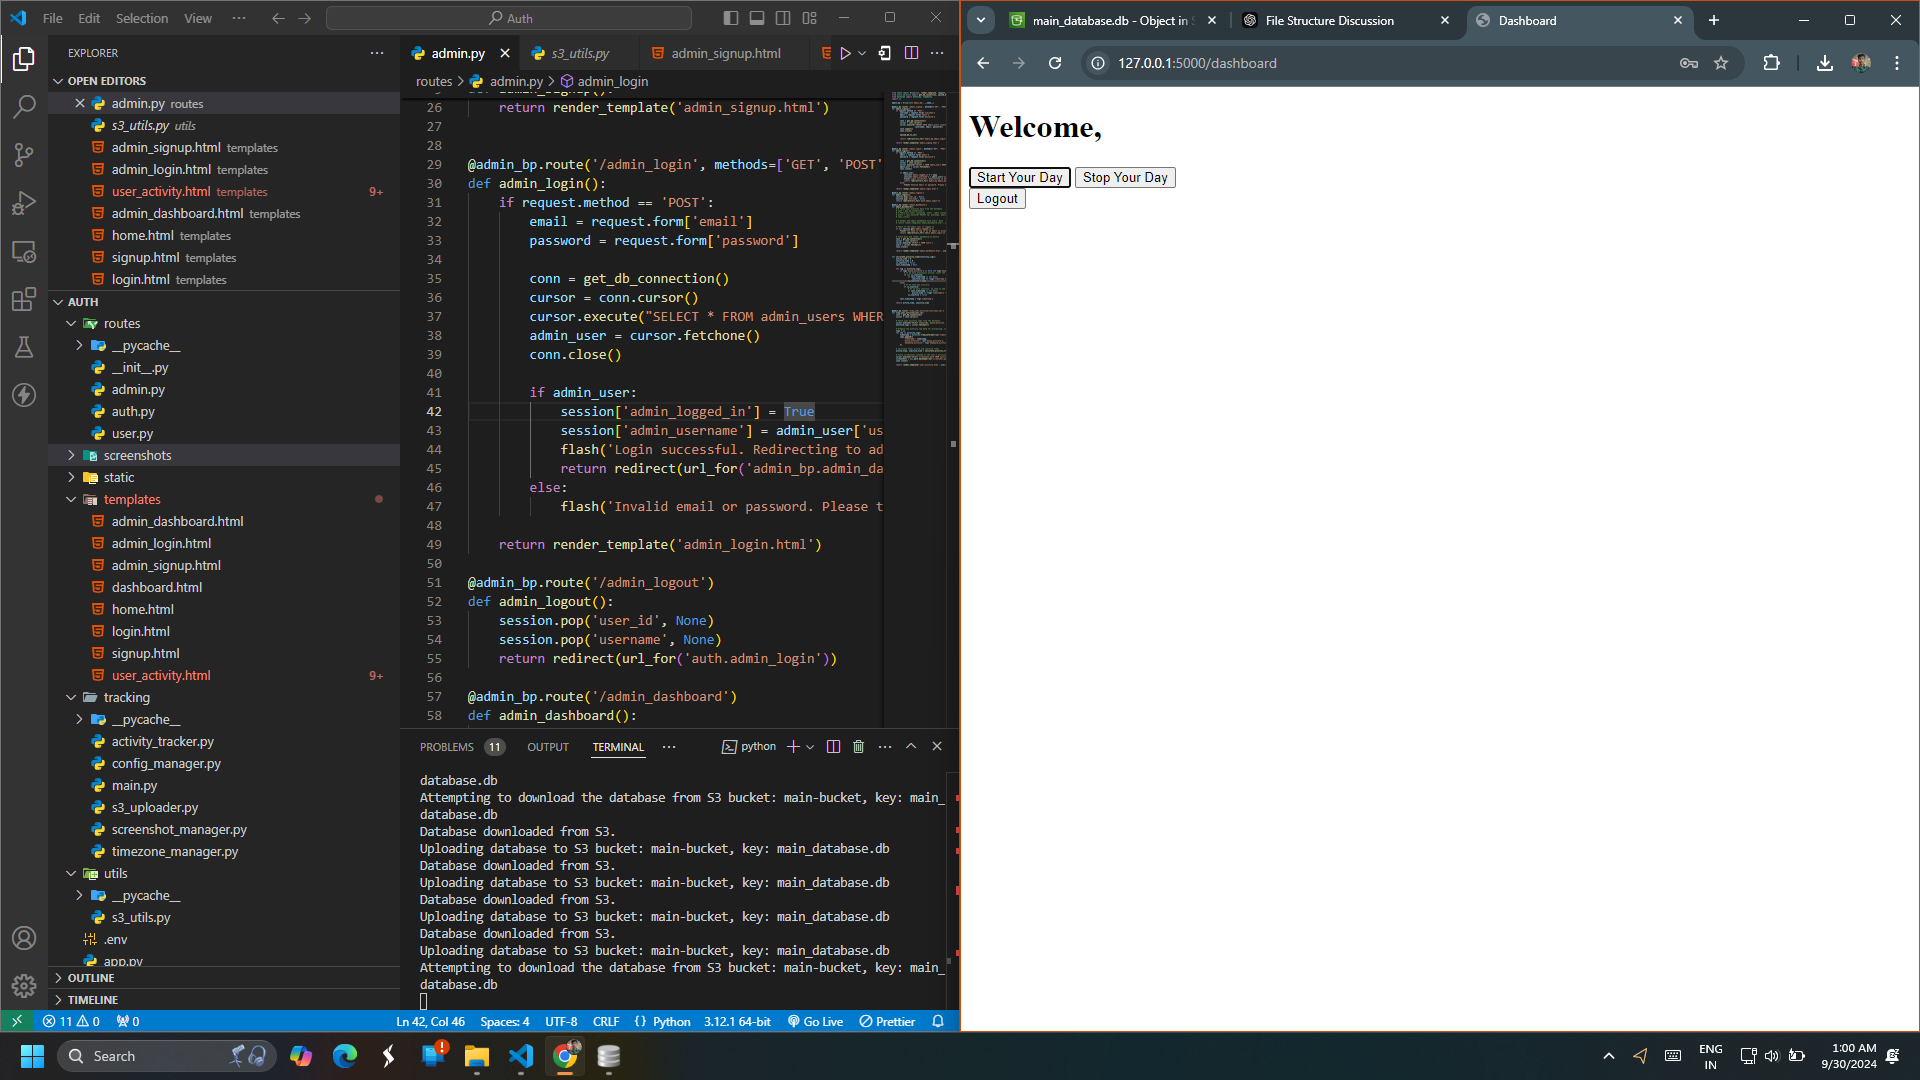 File Edit Selection View ··· Auth
EXPLORER
OPEN EDITORS
admin.py routes
s3_utils.py utils
admin_signup.html templates
admin_login.html templates
user_activity.html templates 9+
admin_dashboard.html templates
home.html templates
signup.html templates
login.html templates
AUTH
routes
__pycache__
__init__.py
admin.py
auth.py
user.py
screenshots
static
templates
admin_dashboard.html
admin_login.html
admin_signup.html
dashboard.html
home.html
login.html
signup.html
user_activity.html 9+
tracking
__pycache__
activity_tracker.py
config_manager.py
main.py
s3_uploader.py
screenshot_manager.py
timezone_manager.py
utils
__pycache__
s3_utils.py
.env
app.py
OUTLINE
TIMELINE
admin.py s3_utils.py admin_signup.html
routes > admin.py > admin_login
26 return render_template('admin_signup.html')
27
28
29 @admin_bp.route('/admin_login', methods=['GET', 'POST'
30 def admin_login():
31 if request.method == 'POST':
32 email = request.form['email']
33 password = request.form['password']
34
35 conn = get_db_connection()
36 cursor = conn.cursor()
37 cursor.execute("SELECT * FROM admin_users WHER
38 admin_user = cursor.fetchone()
39 conn.close()
40
41 if admin_user:
42 session['admin_logged_in'] = True
43 session['admin_username'] = admin_user['us
44 flash('Login successful. Redirecting to ad
45 return redirect(url_for('admin_bp.admin_da
46 else:
47 flash('Invalid email or password. Please t
48
49 return render_template('admin_login.html')
50
51 @admin_bp.route('/admin_logout')
52 def admin_logout():
53 session.pop('user_id', None)
54 session.pop('username', None)
55 return redirect(url_for('auth.admin_login'))
56
57 @admin_bp.route('/admin_dashboard')
58 def admin_dashboard():
PROBLEMS 11 OUTPUT TERMINAL ··· python
database.db
Attempting to download the database from S3 bucket: main-bucket, key: main_
database.db
Database downloaded from S3.
Uploading database to S3 bucket: main-bucket, key: main_database.db
Database downloaded from S3.
Uploading database to S3 bucket: main-bucket, key: main_database.db
Database downloaded from S3.
Uploading database to S3 bucket: main-bucket, key: main_database.db
Database downloaded from S3.
Uploading database to S3 bucket: main-bucket, key: main_database.db
Attempting to download the database from S3 bucket: main-bucket, key: main_
database.db
11 0 0 Ln 42, Col 46 Spaces: 4 UTF-8 CRLF {} Python 3.12.1 64-bit Go Live Prettier
main_database.db - Object in File Structure Discussion Dashboard
127.0.0.1:5000/dashboard
Welcome,
Start Your Day Stop Your Day
Logout
Search
ENG
IN
1:00 AM
9/30/2024